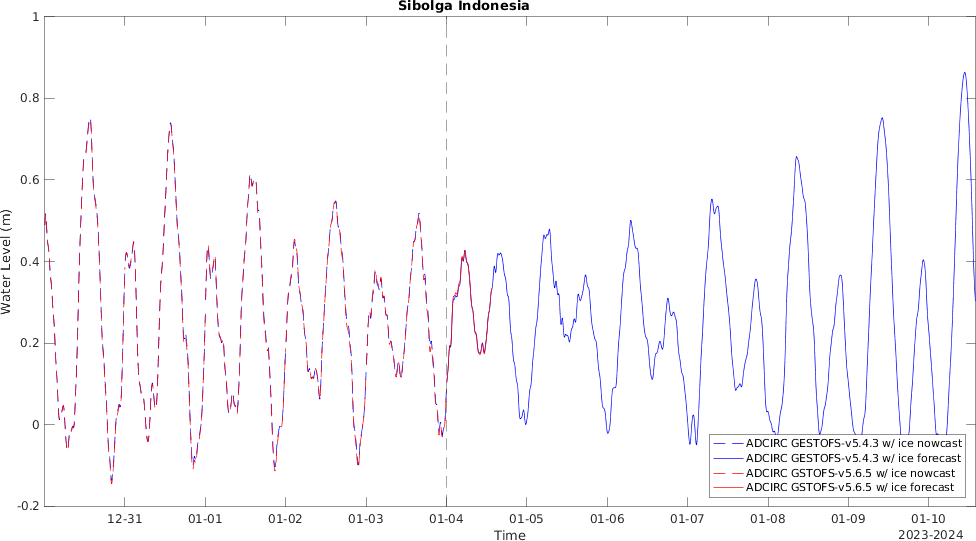 Sibolga Indonesia
1
0.8
0.6
0.4
0.2
0
-0.2
Water Level (m)
12-31
01-01
01-02
01-03
01-04
01-05
01-06
01-07
01-08
01-09
01-10
Time
2023-2024
ADCIRC GESTOFS-v5.4.3 w/ ice nowcast
ADCIRC GESTOFS-v5.4.3 w/ ice forecast
ADCIRC GSTOFS-v5.6.5 w/ ice nowcast
ADCIRC GSTOFS-v5.6.5 w/ ice forecast